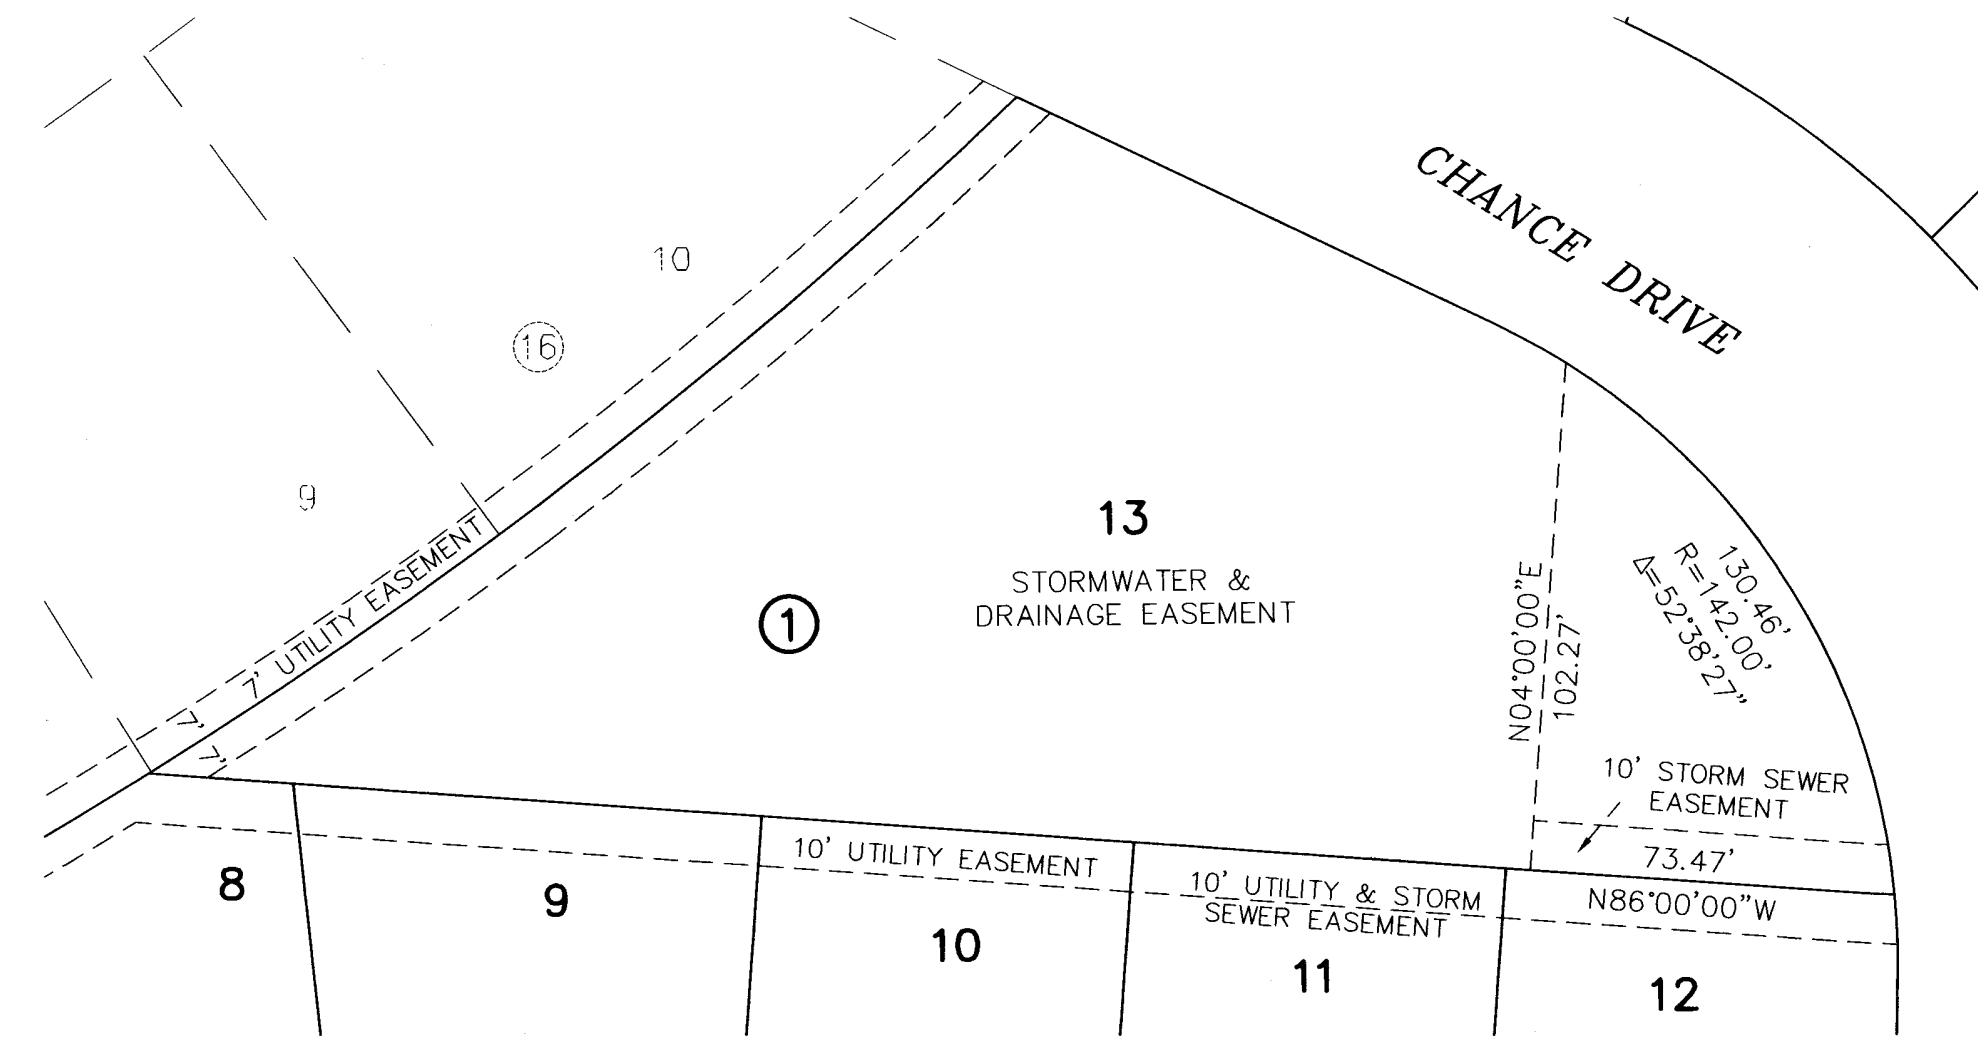 CHANCE DRIVE
10
16
9
7' UTILITY EASEMENT
7'
7'
13
STORMWATER &
DRAINAGE EASEMENT
1
N04°00'00"E
102.27'
130.46'
R=142.00'
Δ=52°38'27"
10' STORM SEWER
EASEMENT
73.47'
N86°00'00"W
10' UTILITY EASEMENT
10' UTILITY & STORM
SEWER EASEMENT
8
9
10
11
12